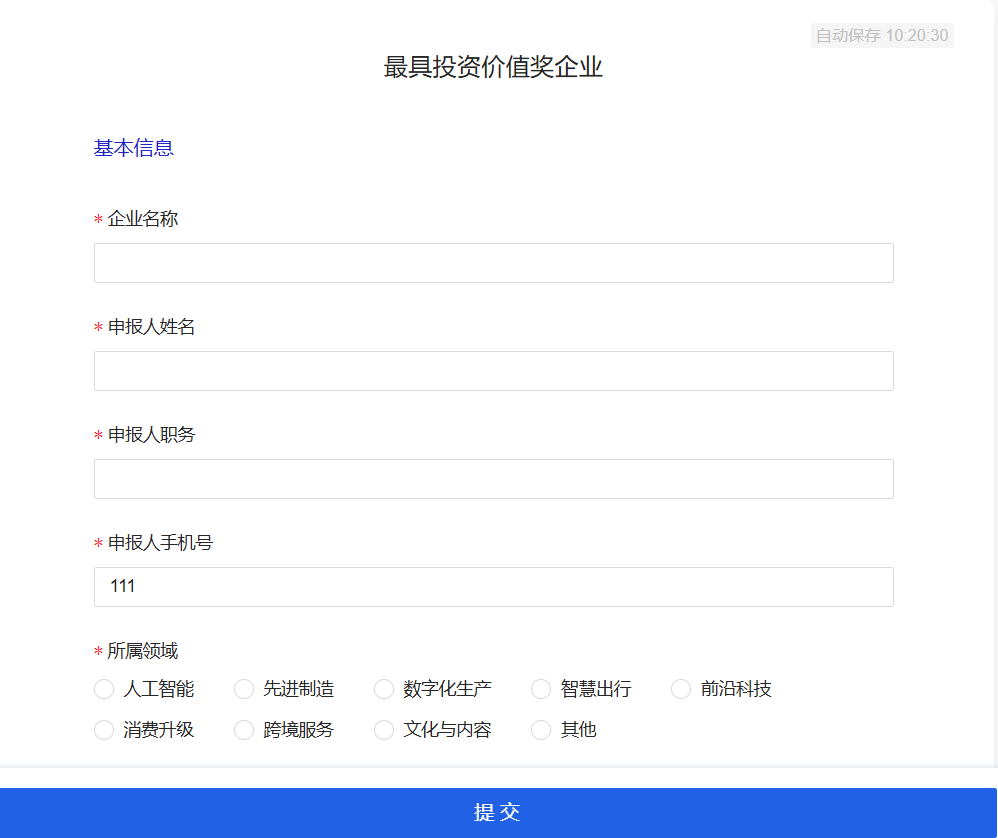 自动保存 10:20:30
最具投资价值奖企业
基本信息
* 企业名称
* 申报人姓名
* 申报人职务
* 申报人手机号
111
* 所属领域
人工智能 先进制造 数字化生产 智慧出行 前沿科技
消费升级 跨境服务 文化与内容 其他
提 交